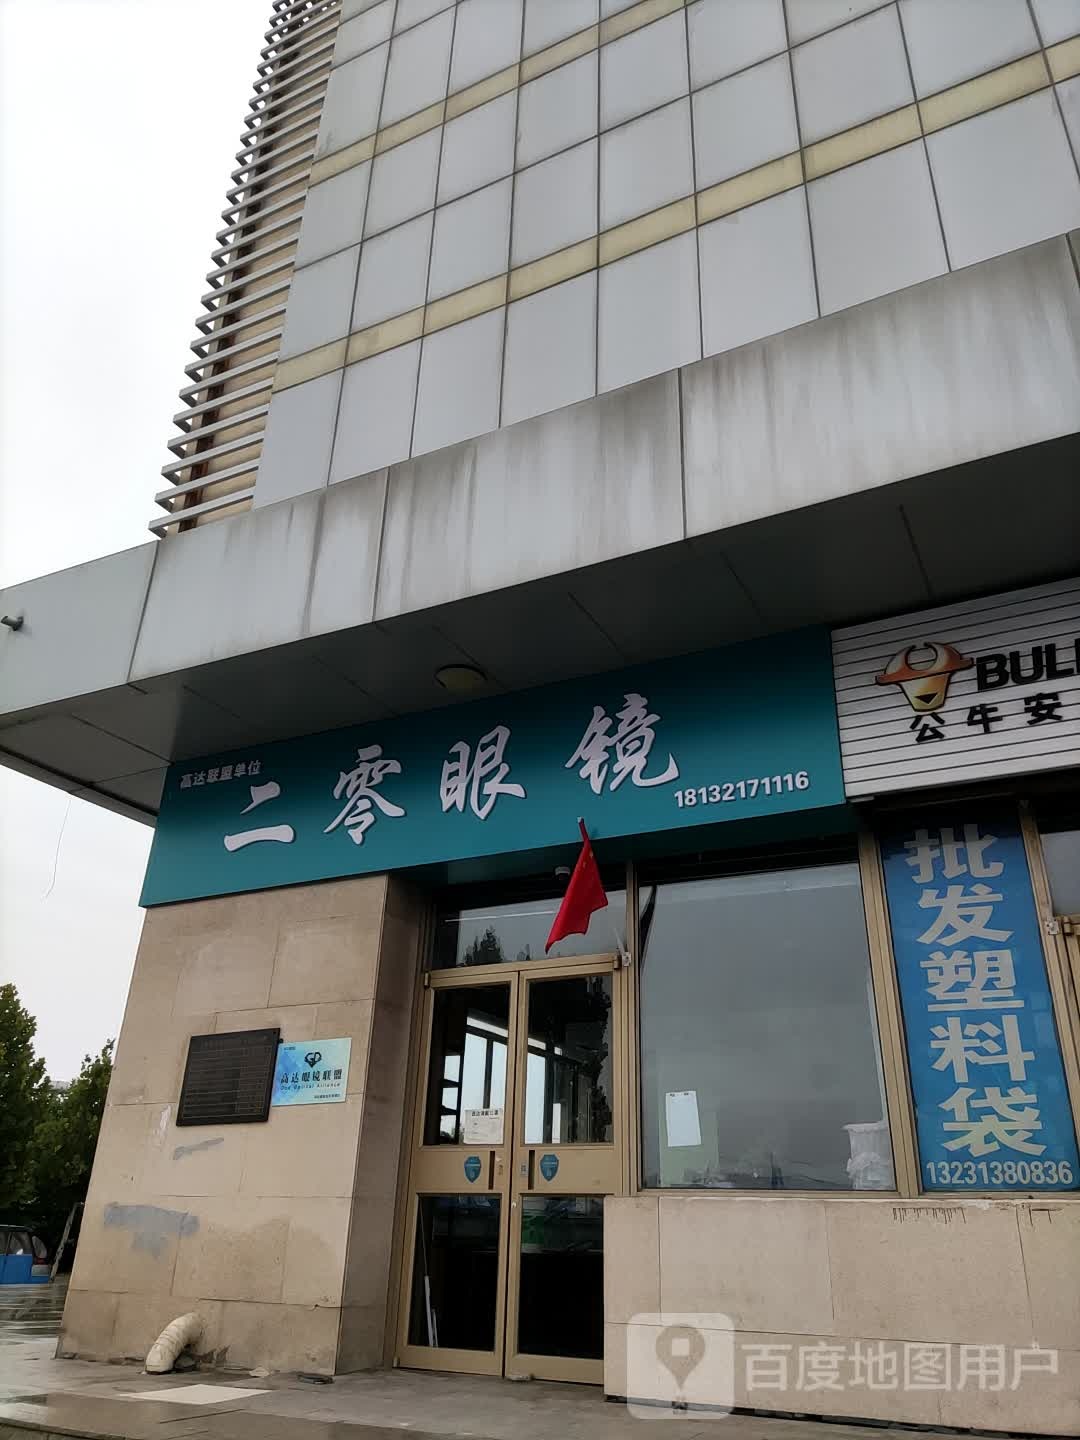 高达联盟单位
二零眼镜
18132171116
BULL
公牛安
批发塑料袋
13231380836
高达眼镜联盟
百度地图用户